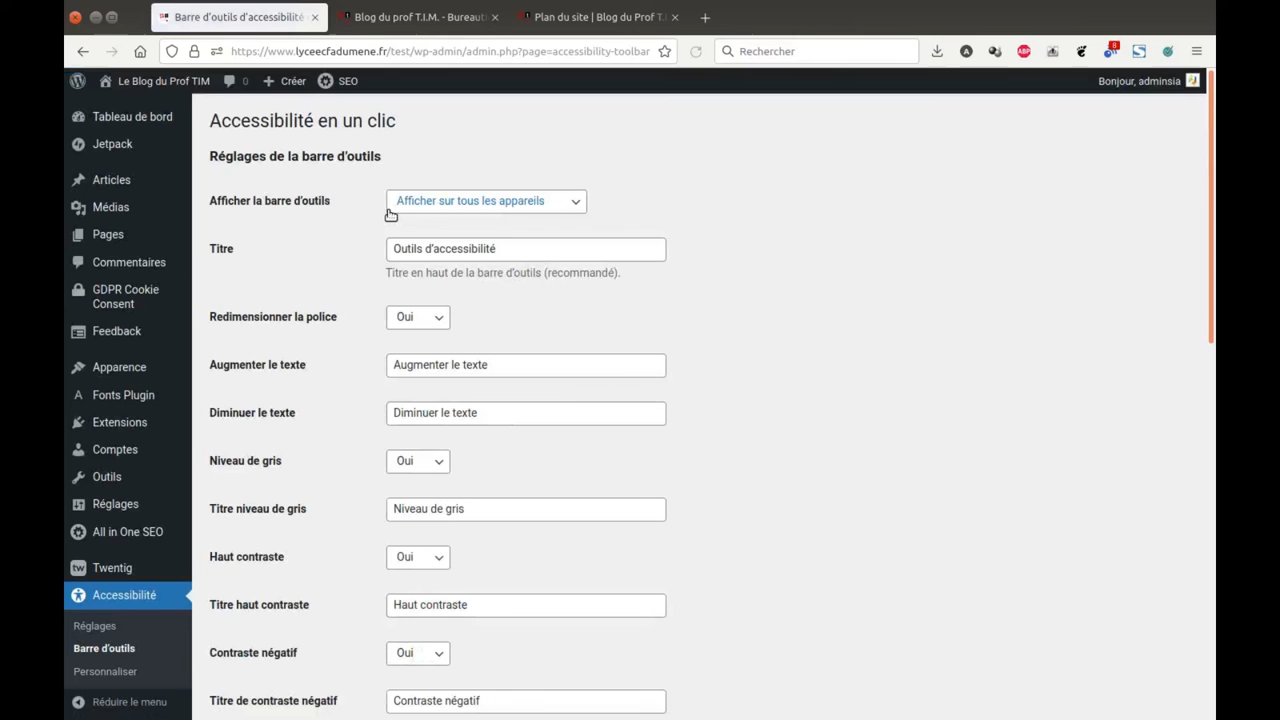 Barre d'outils d'accessibilité
Blog du prof T.I.M. - Bureauti
Plan du site | Blog du Prof T.I
https://www.lyceecfadumene.fr/test/wp-admin/admin.php?page=accessibility-toolbar
Rechercher
8
Le Blog du Prof TIM
0
Créer
SEO
Bonjour, adminsia
Tableau de bord
Jetpack
Articles
Médias
Pages
Commentaires
GDPR Cookie
Consent
Feedback
Apparence
Fonts Plugin
Extensions
Comptes
Outils
Réglages
All in One SEO
Twentig
Accessibilité
Réglages
Barre d'outils
Personnaliser
Réduire le menu
Accessibilité en un clic
Réglages de la barre d'outils
Afficher la barre d'outils
Afficher sur tous les appareils
Titre
Outils d'accessibilité
Titre en haut de la barre d'outils (recommandé).
Redimensionner la police
Oui
Augmenter le texte
Augmenter le texte
Diminuer le texte
Diminuer le texte
Niveau de gris
Oui
Titre niveau de gris
Niveau de gris
Haut contraste
Oui
Titre haut contraste
Haut contraste
Contraste négatif
Oui
Titre de contraste négatif
Contraste négatif